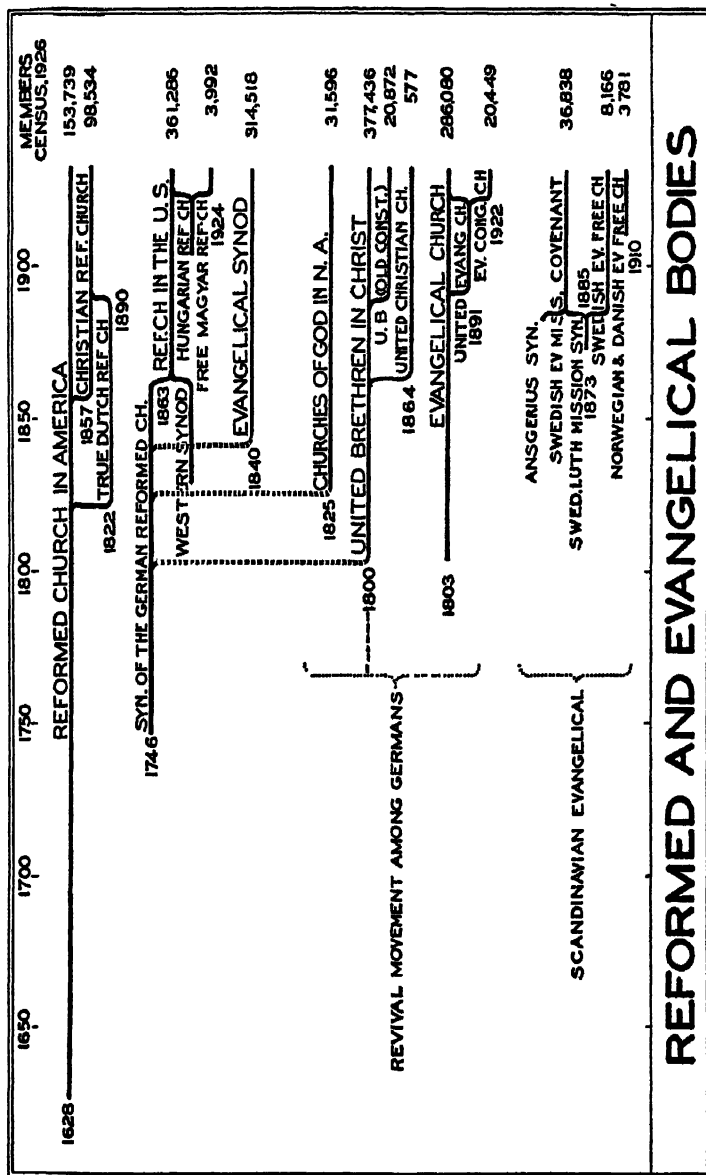 MEMBERS
CENSUS, 1926
1650
1700
1750
1800
1850
1900
1628
REFORMED CHURCH IN AMERICA
153,739
1857
CHRISTIAN REF. CHURCH
98,534
TRUE DUTCH REF CH
1822
1890
SYN. OF THE GERMAN REFORMED CH.
1746
1863
REF.CH IN THE U. S.
361,286
WESTERN SYNOD
HUNGARIAN REF CH
FREE MAGYAR REF-CH
3,992
1924
EVANGELICAL SYNOD
314,518
1840
CHURCHES OF GOD IN N. A.
31,596
1825
UNITED BRETHREN IN CHRIST
377,436
1800
U. B (OLD CONST.)
20,872
UNITED CHRISTIAN CH.
577
1864
REVIVAL MOVEMENT AMONG GERMANS
EVANGELICAL CHURCH
286,080
1803
UNITED EVANG CH.
1891
EV. CONG. CH
20,449
1922
SCANDINAVIAN EVANGELICAL
ANSGERIUS SYN.
SWEDISH EV MISS. COVENANT
36,838
SWED. LUTH MISSION SYN.
1885
1873
SWEDISH EV. FREE CH
8,166
NORWEGIAN & DANISH EV FREE CH
3 781
1910
REFORMED AND EVANGELICAL BODIES